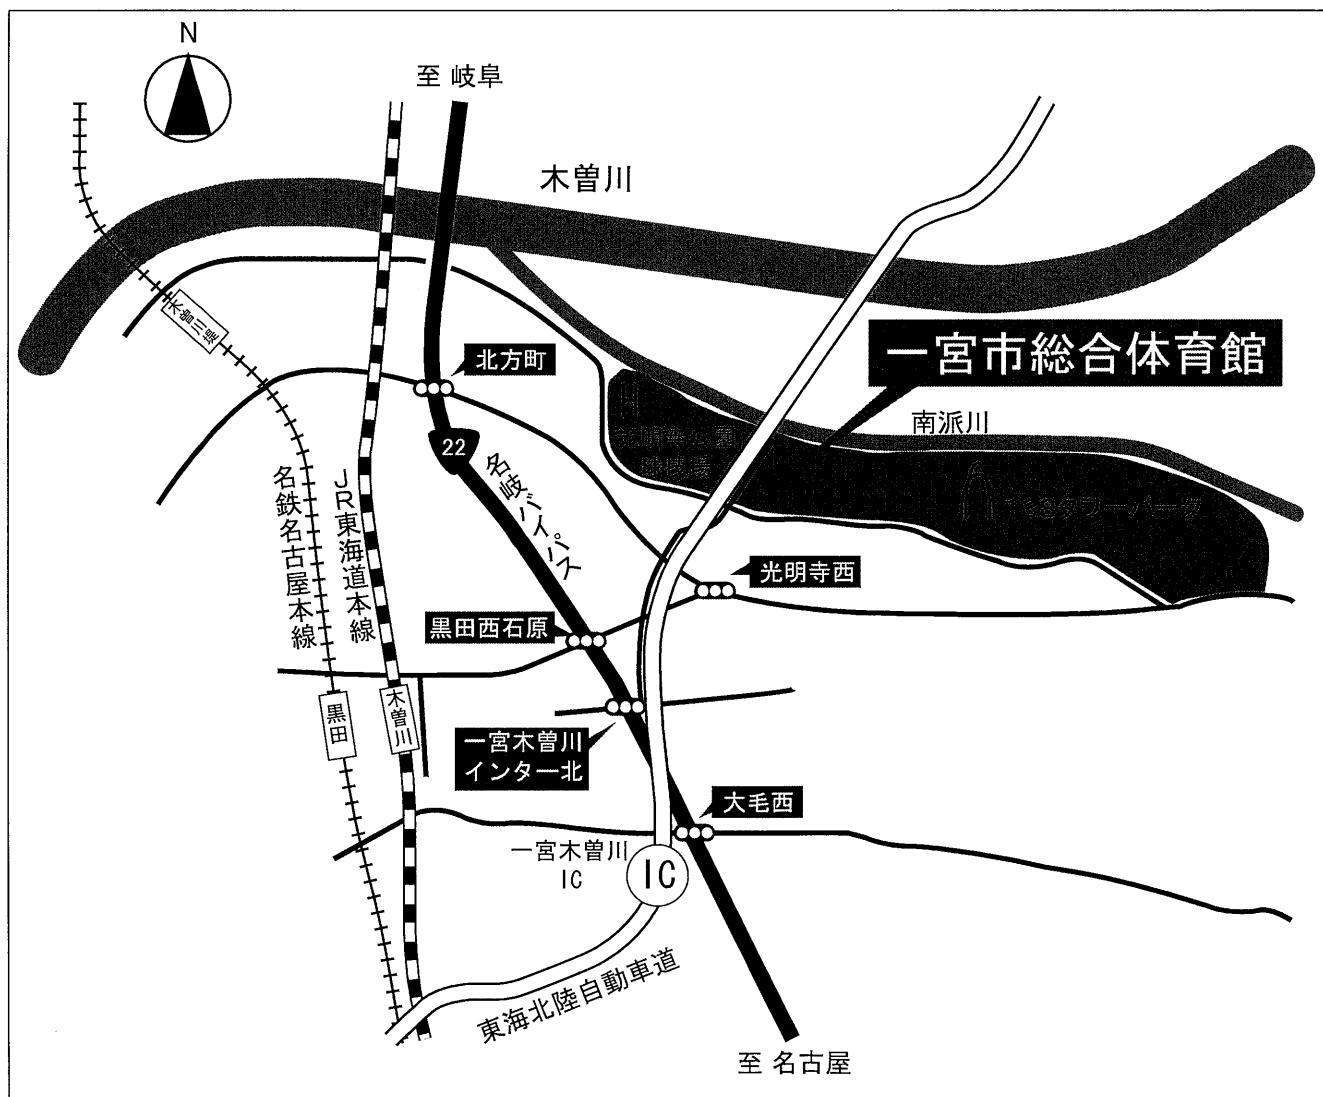 N
至 岐阜
木曽川
木曽川堤
北方町
一宮市総合体育館
南派川
22
名岐バイパス
名鉄名古屋本線
JR東海道本線
光明寺西
黒田西石原
黒田
木曽川
一宮木曽川
インター北
大毛西
一宮木曽川
IC
IC
東海北陸自動車道
至 名古屋